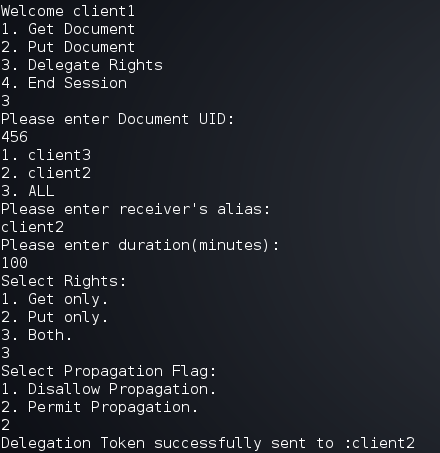 Welcome client1
1. Get Document
2. Put Document
3. Delegate Rights
4. End Session
3
Please enter Document UID:
456
1. client3
2. client2
3. ALL
Please enter receiver's alias:
client2
Please enter duration(minutes):
100
Select Rights:
1. Get only.
2. Put only.
3. Both.
3
Select Propagation Flag:
1. Disallow Propagation.
2. Permit Propagation.
2
Delegation Token successfully sent to :client2